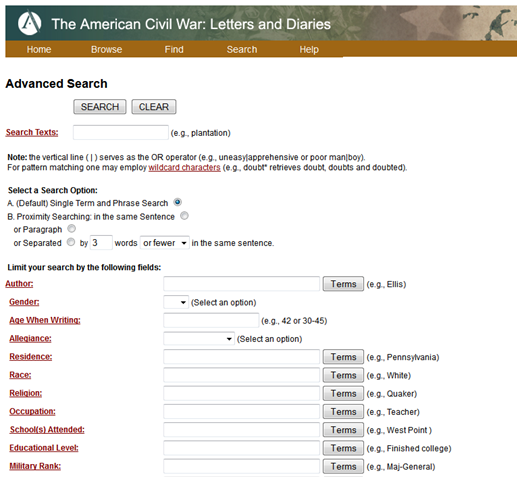 The American Civil War: Letters and Diaries
Home Browse Find Search Help
Advanced Search
SEARCH CLEAR
Search Texts: (e.g., plantation)
Note: the vertical line ( | ) serves as the OR operator (e.g., uneasy|apprehensive or poor man|boy).
For pattern matching one may employ wildcard characters (e.g., doubt* retrieves doubt, doubts and doubted).
Select a Search Option:
A. (Default) Single Term and Phrase Search
B. Proximity Searching: in the same Sentence
or Paragraph
or Separated by 3 words or fewer in the same sentence.
Limit your search by the following fields:
Author: Terms (e.g., Ellis)
Gender: (Select an option)
Age When Writing: (e.g., 42 or 30-45)
Allegiance: (Select an option)
Residence: Terms (e.g., Pennsylvania)
Race: Terms (e.g., White)
Religion: Terms (e.g., Quaker)
Occupation: Terms (e.g., Teacher)
School(s) Attended: Terms (e.g., West Point )
Educational Level: Terms (e.g., Finished college)
Military Rank: Terms (e.g., Maj-General)